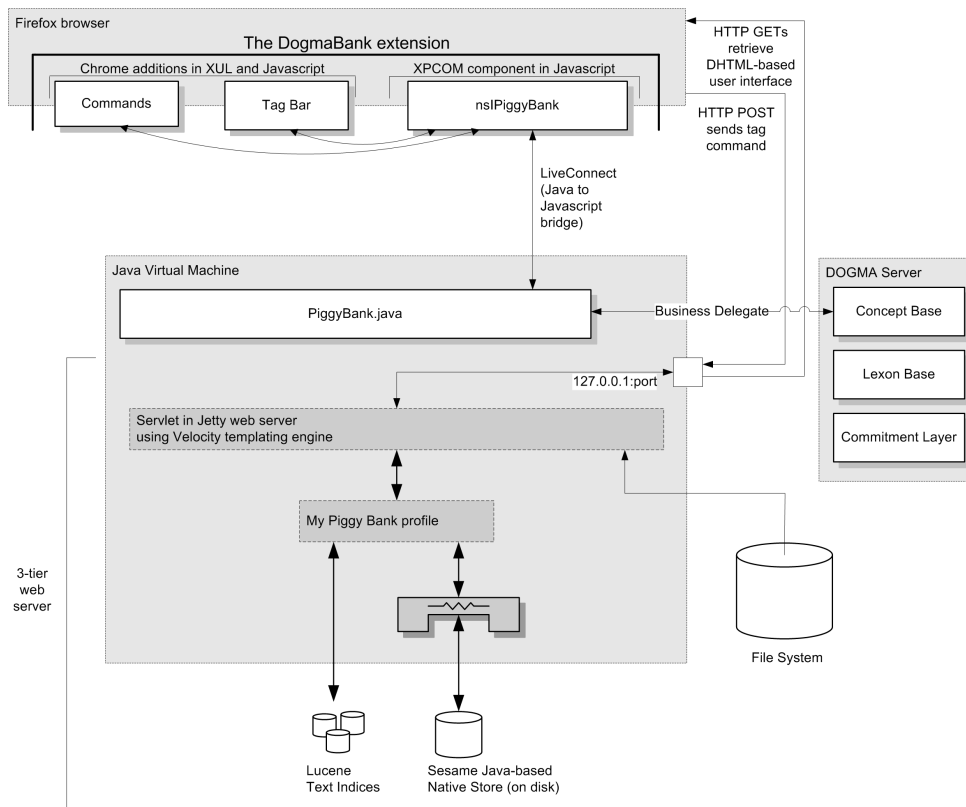 Firefox browser
The DogmaBank extension
Chrome additions in XUL and Javascript
XPCOM component in Javascript
Commands
Tag Bar
nsIPiggyBank
HTTP GETs
retrieve
DHTML-based
user interface
HTTP POST
sends tag
command
LiveConnect
(Java to
Javascript
bridge)
Java Virtual Machine
PiggyBank.java
Business Delegate
DOGMA Server
Concept Base
Lexon Base
Commitment Layer
127.0.0.1:port
Servlet in Jetty web server
using Velocity templating engine
My Piggy Bank profile
3-tier
web
server
File System
Lucene
Text Indices
Sesame Java-based
Native Store (on disk)